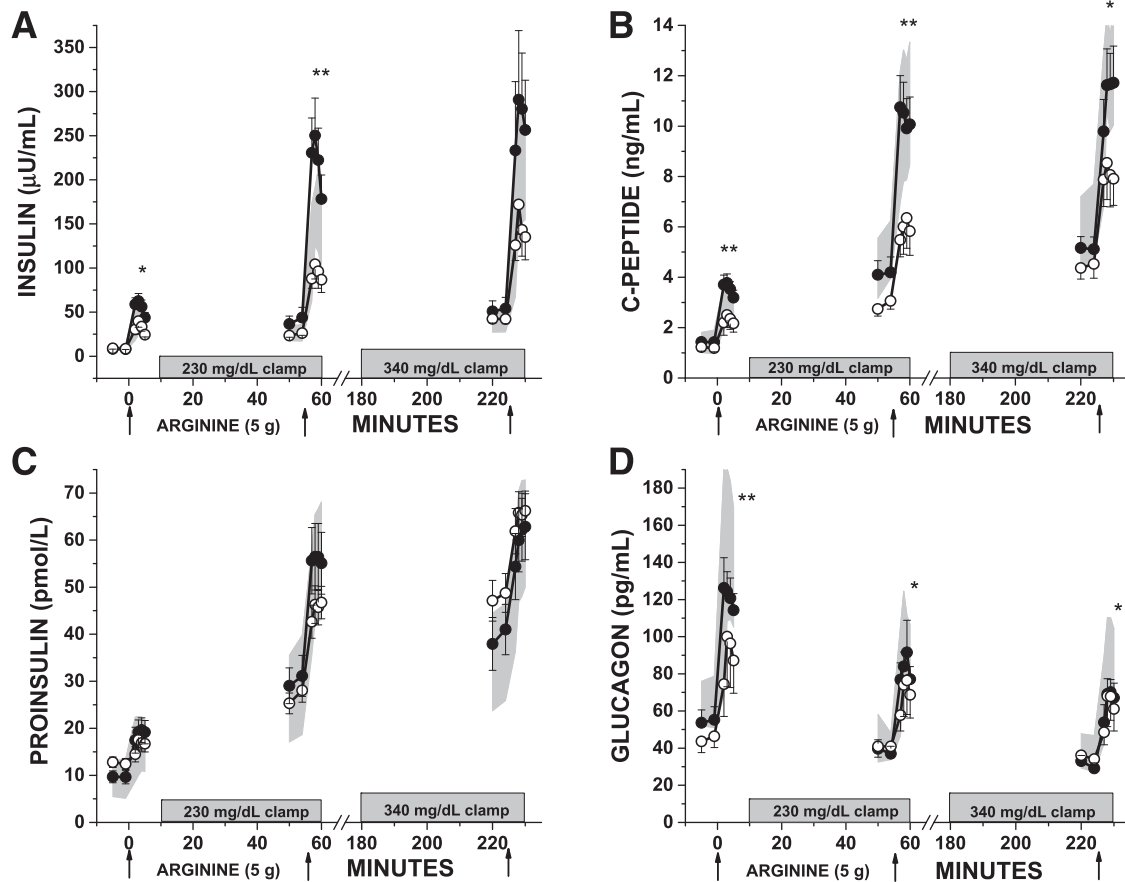 A
INSULIN (μU/mL)
350
300
250
200
150
100
50
0
*
**
230 mg/dL clamp
340 mg/dL clamp
0 20 40 60 180 200 220
ARGININE (5 g) MINUTES
B
C-PEPTIDE (ng/mL)
14
12
10
8
6
4
2
0
**
**
*
230 mg/dL clamp
340 mg/dL clamp
0 20 40 60 180 200 220
ARGININE (5 g) MINUTES
C
PROINSULIN (pmol/L)
70
60
50
40
30
20
10
0
230 mg/dL clamp
340 mg/dL clamp
0 20 40 60 180 200 220
ARGININE (5 g) MINUTES
D
GLUCAGON (pg/mL)
180
160
140
120
100
80
60
40
20
0
**
*
*
230 mg/dL clamp
340 mg/dL clamp
0 20 40 60 180 200 220
ARGININE (5 g) MINUTES